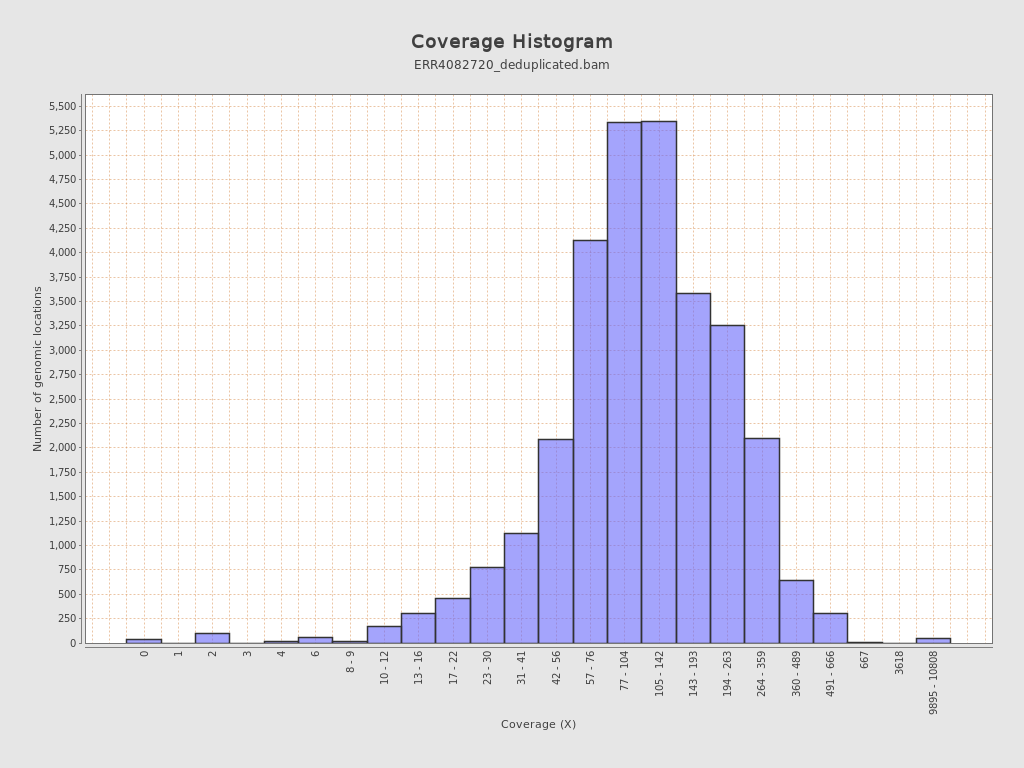 Coverage Histogram
ERR4082720_deduplicated.bam
Number of genomic locations
5,500
5,250
5,000
4,750
4,500
4,250
4,000
3,750
3,500
3,250
3,000
2,750
2,500
2,250
2,000
1,750
1,500
1,250
1,000
750
500
250
0
0
1
2
3
4
6
8 - 9
10 - 12
13 - 16
17 - 22
23 - 30
31 - 41
42 - 56
57 - 76
77 - 104
105 - 142
143 - 193
194 - 263
264 - 359
360 - 489
491 - 666
667
3618
9895 - 10808
Coverage (X)